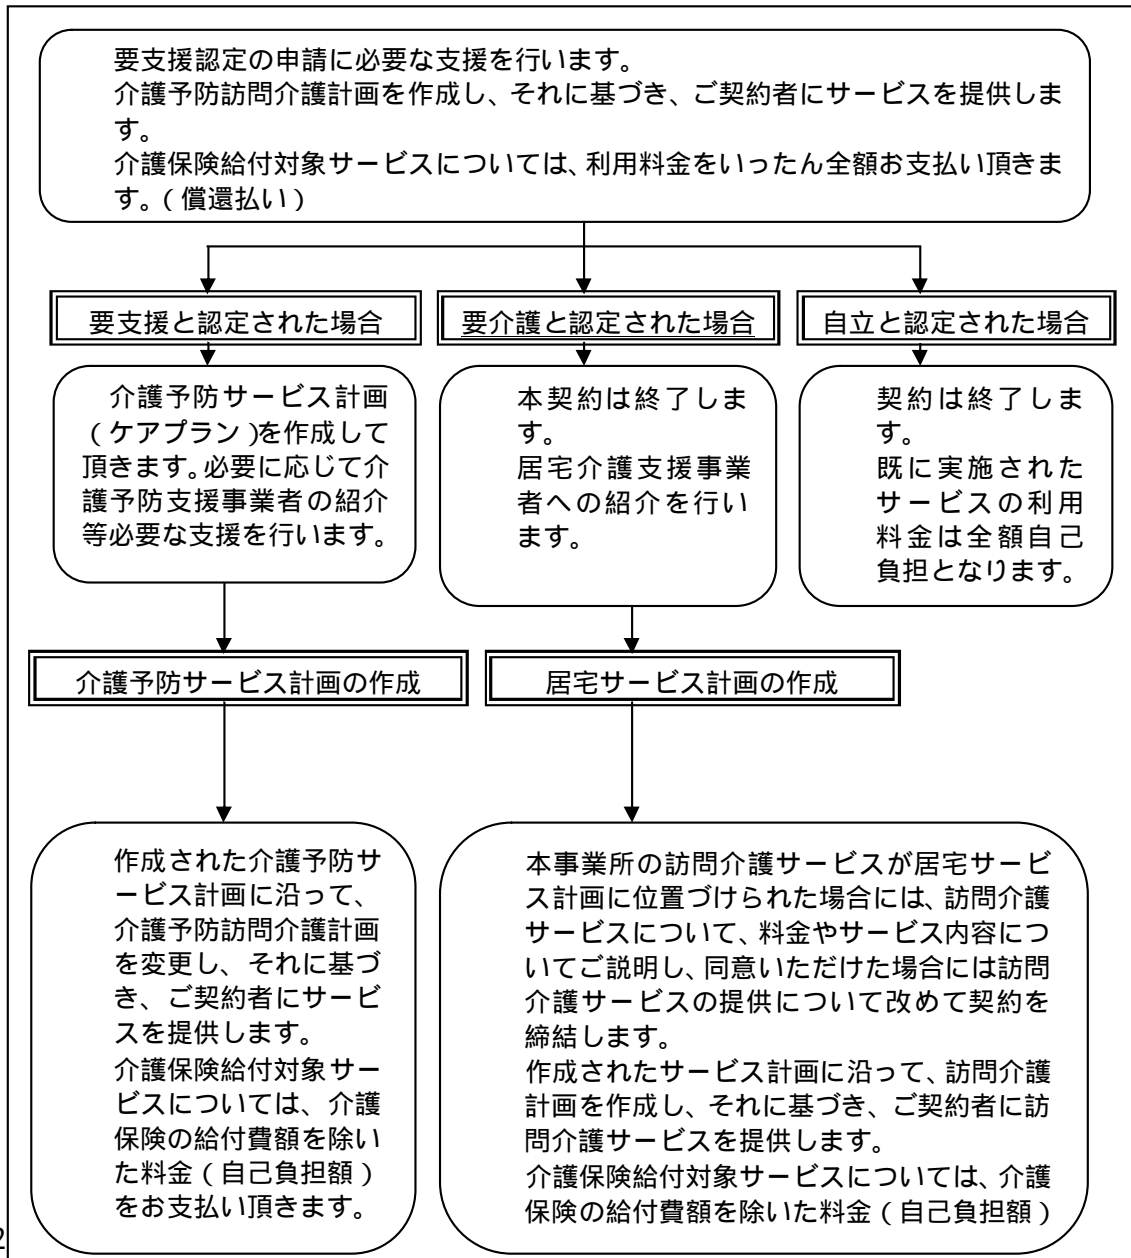 要支援認定の申請に必要な支援を行います。
介護予防訪問介護計画を作成し、それに基づき、ご契約者にサービスを提供しま
す。
介護保険給付対象サービスについては、利用料金をいったん全額お支払い頂きま
す。(償還払い)
要支援と認定された場合
要介護と認定された場合
自立と認定された場合
介護予防サービス計画
(ケアプラン)を作成して
頂きます。必要に応じて介
護予防支援事業者の紹介
等必要な支援を行います。
本契約は終了しま
す。
居宅介護支援事業
者への紹介を行い
ます。
契約は終了しま
す。
既に実施された
サービスの利用
料金は全額自己
負担となります。
介護予防サービス計画の作成
居宅サービス計画の作成
作成された介護予防サ
ービス計画に沿って、
介護予防訪問介護計画
を変更し、それに基づ
き、ご契約者にサービ
スを提供します。
介護保険給付対象サー
ビスについては、介護
保険の給付費額を除い
た料金(自己負担額)
をお支払い頂きます。
本事業所の訪問介護サービスが居宅サービ
ス計画に位置づけられた場合には、訪問介護
サービスについて、料金やサービス内容につ
いてご説明し、同意いただけた場合には訪問
介護サービスの提供について改めて契約を
締結します。
作成されたサービス計画に沿って、訪問介護
計画を作成し、それに基づき、ご契約者に訪
問介護サービスを提供します。
介護保険給付対象サービスについては、介護
保険の給付費額を除いた料金(自己負担額)
2